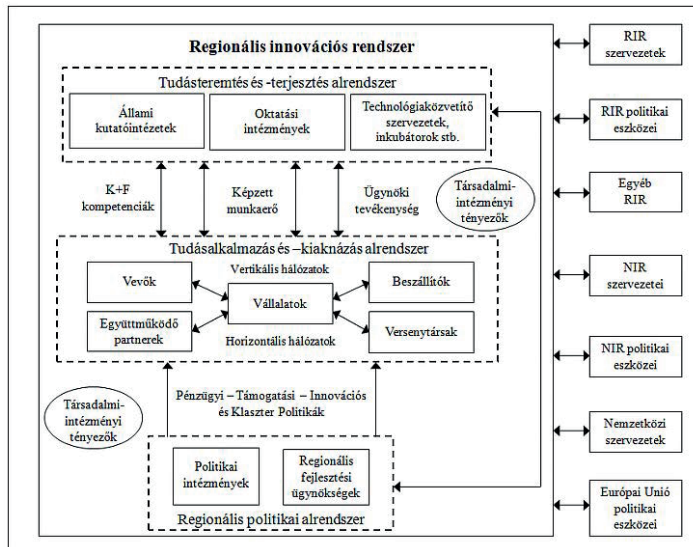 Regionális innovációs rendszer
Tudásteremtés és -terjesztés alrendszer
Állami
kutatóintézetek
Oktatási
intézmények
Technológiaközvetítő
szervezetek,
inkubátorok stb.
K+F
kompetenciák
Képzett
munkaerő
Ügynöki
tevékenység
Társadalmi-
intézményi
tényezők
Tudásalkalmazás és –kiaknázás alrendszer
Vevők
Vertikális hálózatok
Beszállítók
Vállalatok
Együttműködő
partnerek
Horizontális hálózatok
Versenytársak
Társadalmi-
intézményi
tényezők
Pénzügyi – Támogatási – Innovációs
és Klaszter Politikák
Politikai
intézmények
Regionális
fejlesztési
ügynökségek
Regionális politikai alrendszer
RIR
szervezetek
RIR politikai
eszközei
Egyéb
RIR
NIR
szervezetei
NIR politikai
eszközei
Nemzetközi
szervezetek
Európai Unió
politikai
eszközei